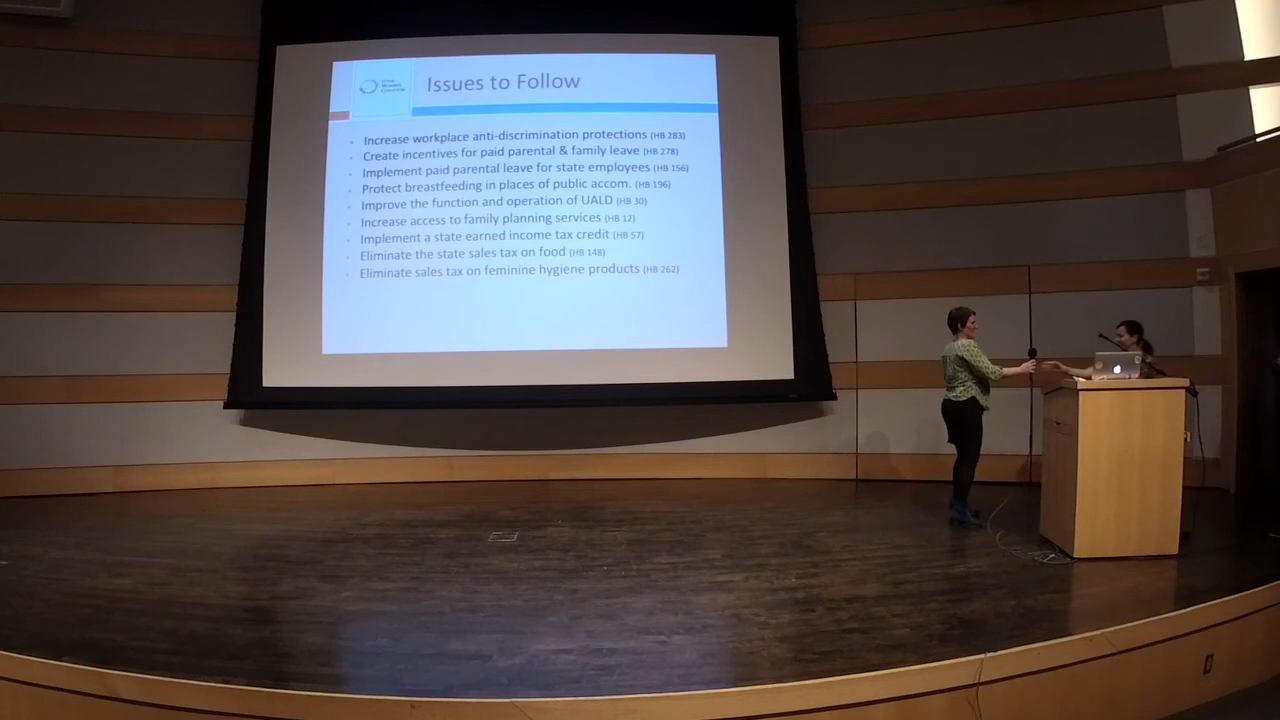 Issues to Follow
Increase workplace anti-discrimination protections (HB 283)
Create incentives for paid parental & family leave (HB 278)
Implement paid parental leave for state employees (HB 156)
Protect breastfeeding in places of public accom. (HB 196)
Improve the function and operation of UALD (HB 30)
Increase access to family planning services (HB 12)
Implement a state earned income tax credit (HB 57)
Eliminate the state sales tax on food (HB 148)
Eliminate sales tax on feminine hygiene products (HB 262)